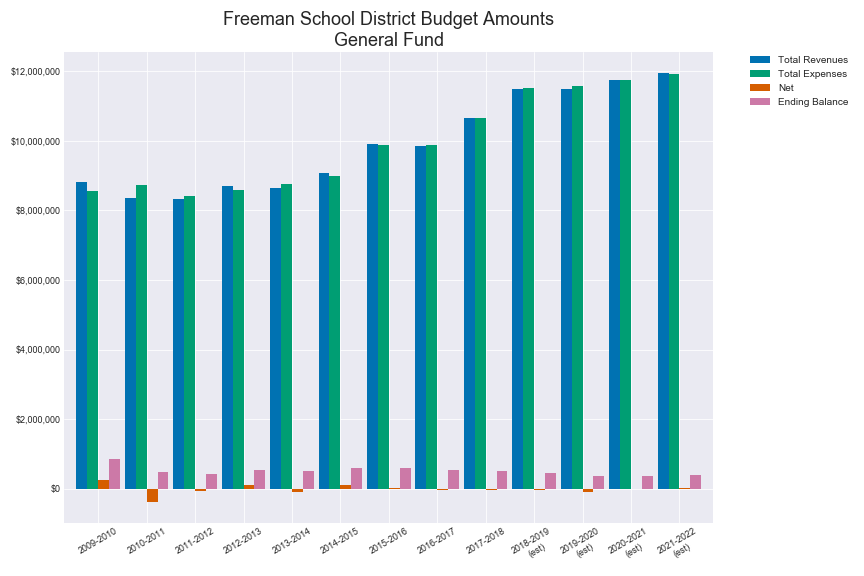 Freeman School District Budget Amounts
General Fund
Total Revenues
Total Expenses
Net
Ending Balance
$12,000,000
$10,000,000
$8,000,000
$6,000,000
$4,000,000
$2,000,000
$0
2009-2010
2010-2011
2011-2012
2012-2013
2013-2014
2014-2015
2015-2016
2016-2017
2017-2018
2018-2019
(est)
2019-2020
(est)
2020-2021
(est)
2021-2022
(est)